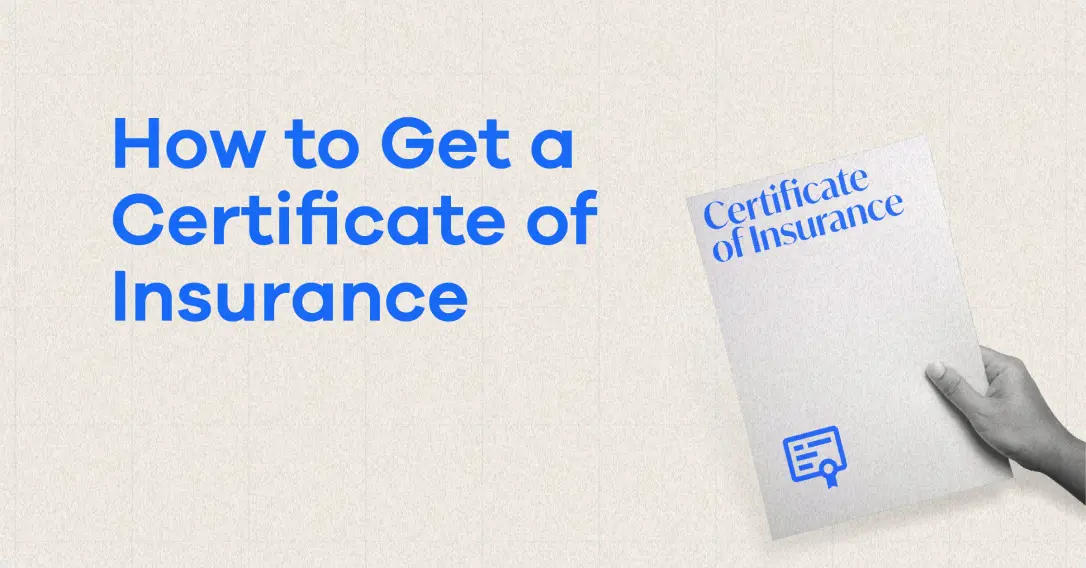 How to Get a
Certificate of
Insurance
Certificate
of Insurance